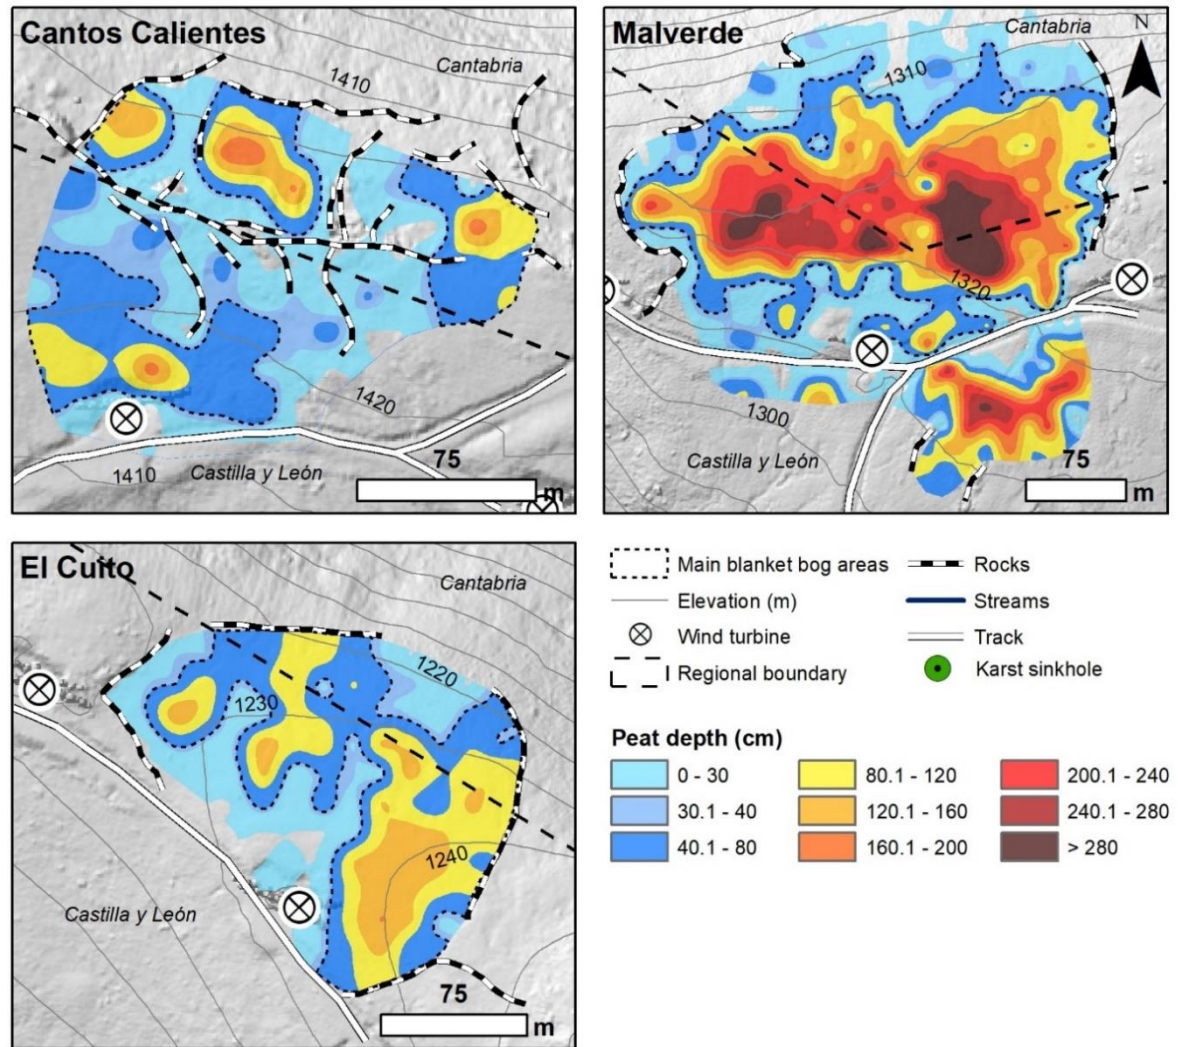 Cantos Calientes
Cantabria
1410
1420
Castilla y León
1410
75
m
Malverde
Cantabria
N
1310
1320
1300
Castilla y León
75
m
El Cuito
Cantabria
1220
1230
1240
Castilla y León
75
m
Main blanket bog areas
Rocks
Elevation (m)
Streams
Wind turbine
Track
Regional boundary
Karst sinkhole
Peat depth (cm)
0 - 30
80.1 - 120
200.1 - 240
30.1 - 40
120.1 - 160
240.1 - 280
40.1 - 80
160.1 - 200
> 280